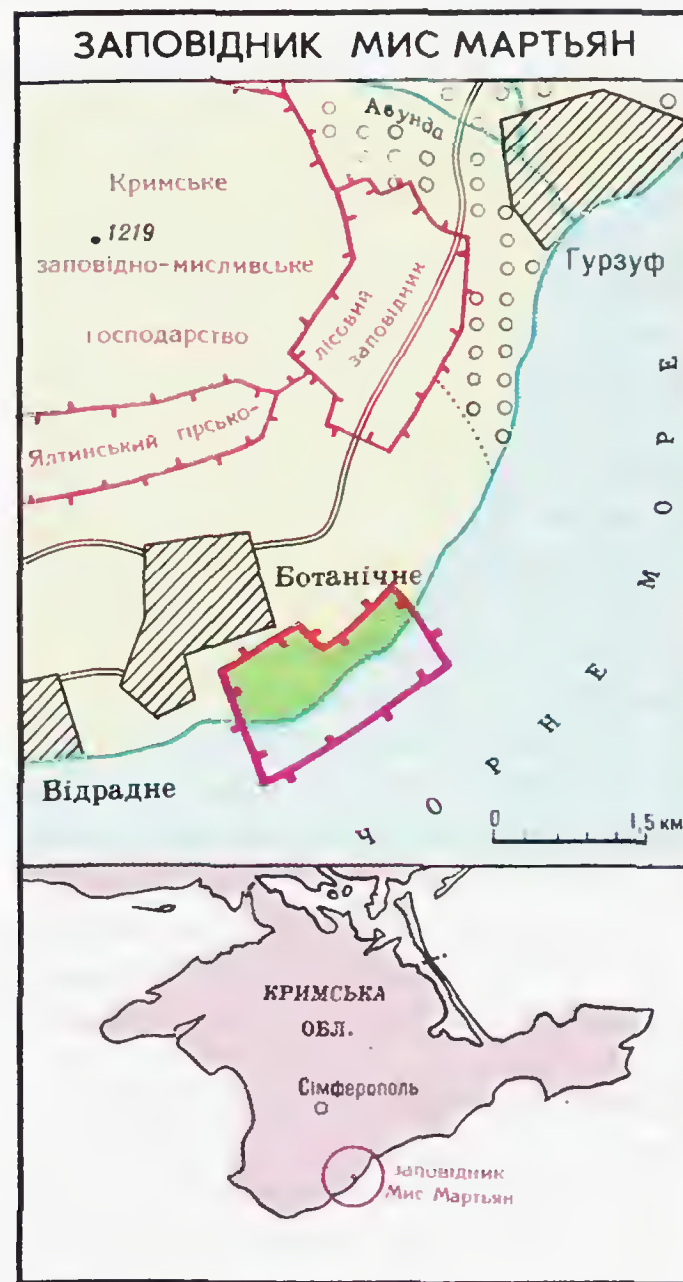 ЗАПОВІДНИК МИС МАРТЬЯН
Авунда
Кримське
1219
заповідно-мисливське
господарство
Гурзуф
лісовий
заповідник
Ялтинський гірсько-
Ботанічне
Відрадне
ЧОРНЕ МОРЕ
0 1,5 км
КРИМСЬКА
ОБЛ.
Сімферополь
заповідник
Мис Мартьян